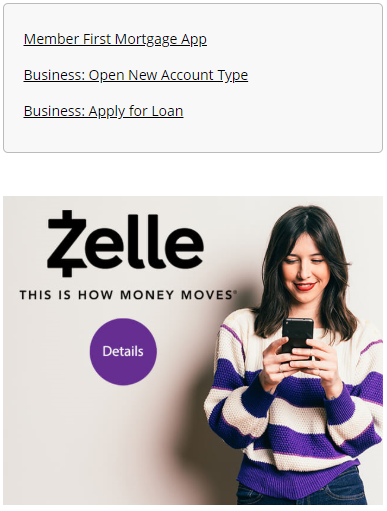 Member First Mortgage App
Business: Open New Account Type
Business: Apply for Loan
Zelle
THIS IS HOW MONEY MOVES®
Details